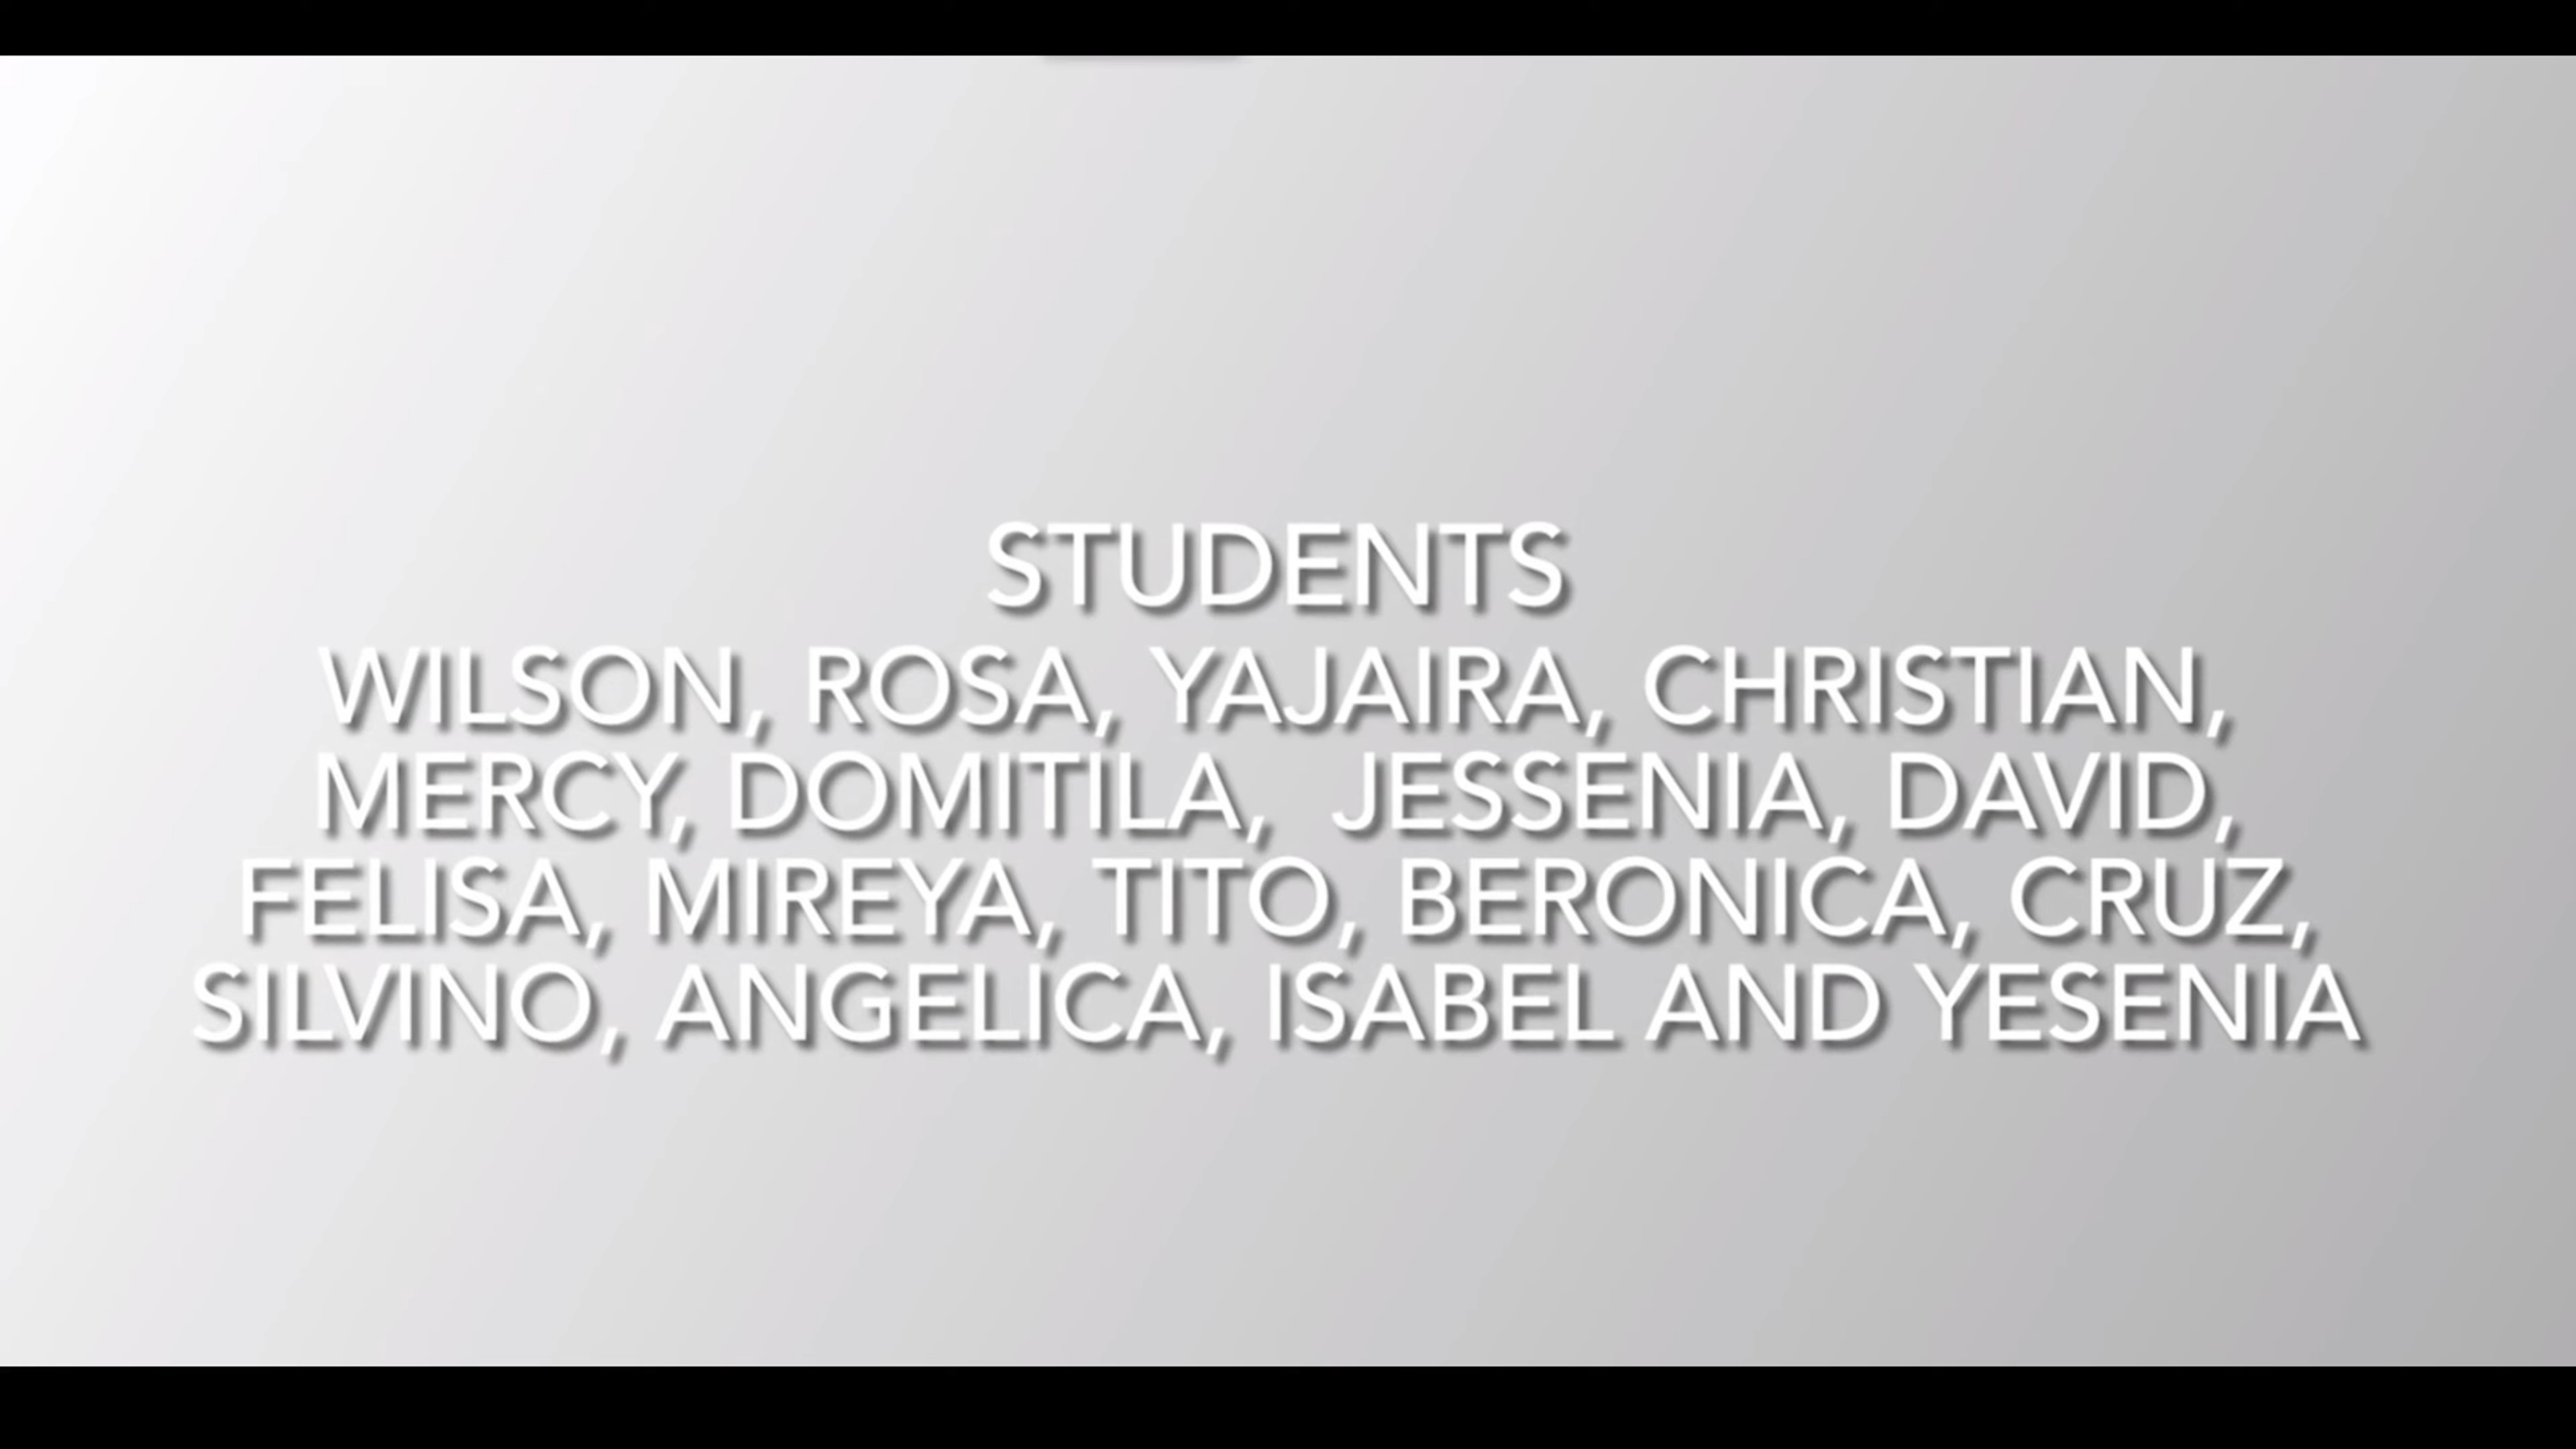 STUDENTS
WILSON, ROSA, YAJAIRA, CHRISTIAN,
MERCY, DOMITILA, JESSENIA, DAVID,
FELISA, MIREYA, TITO, BERONICA, CRUZ,
SILVINO, ANGELICA, ISABEL AND YESENIA